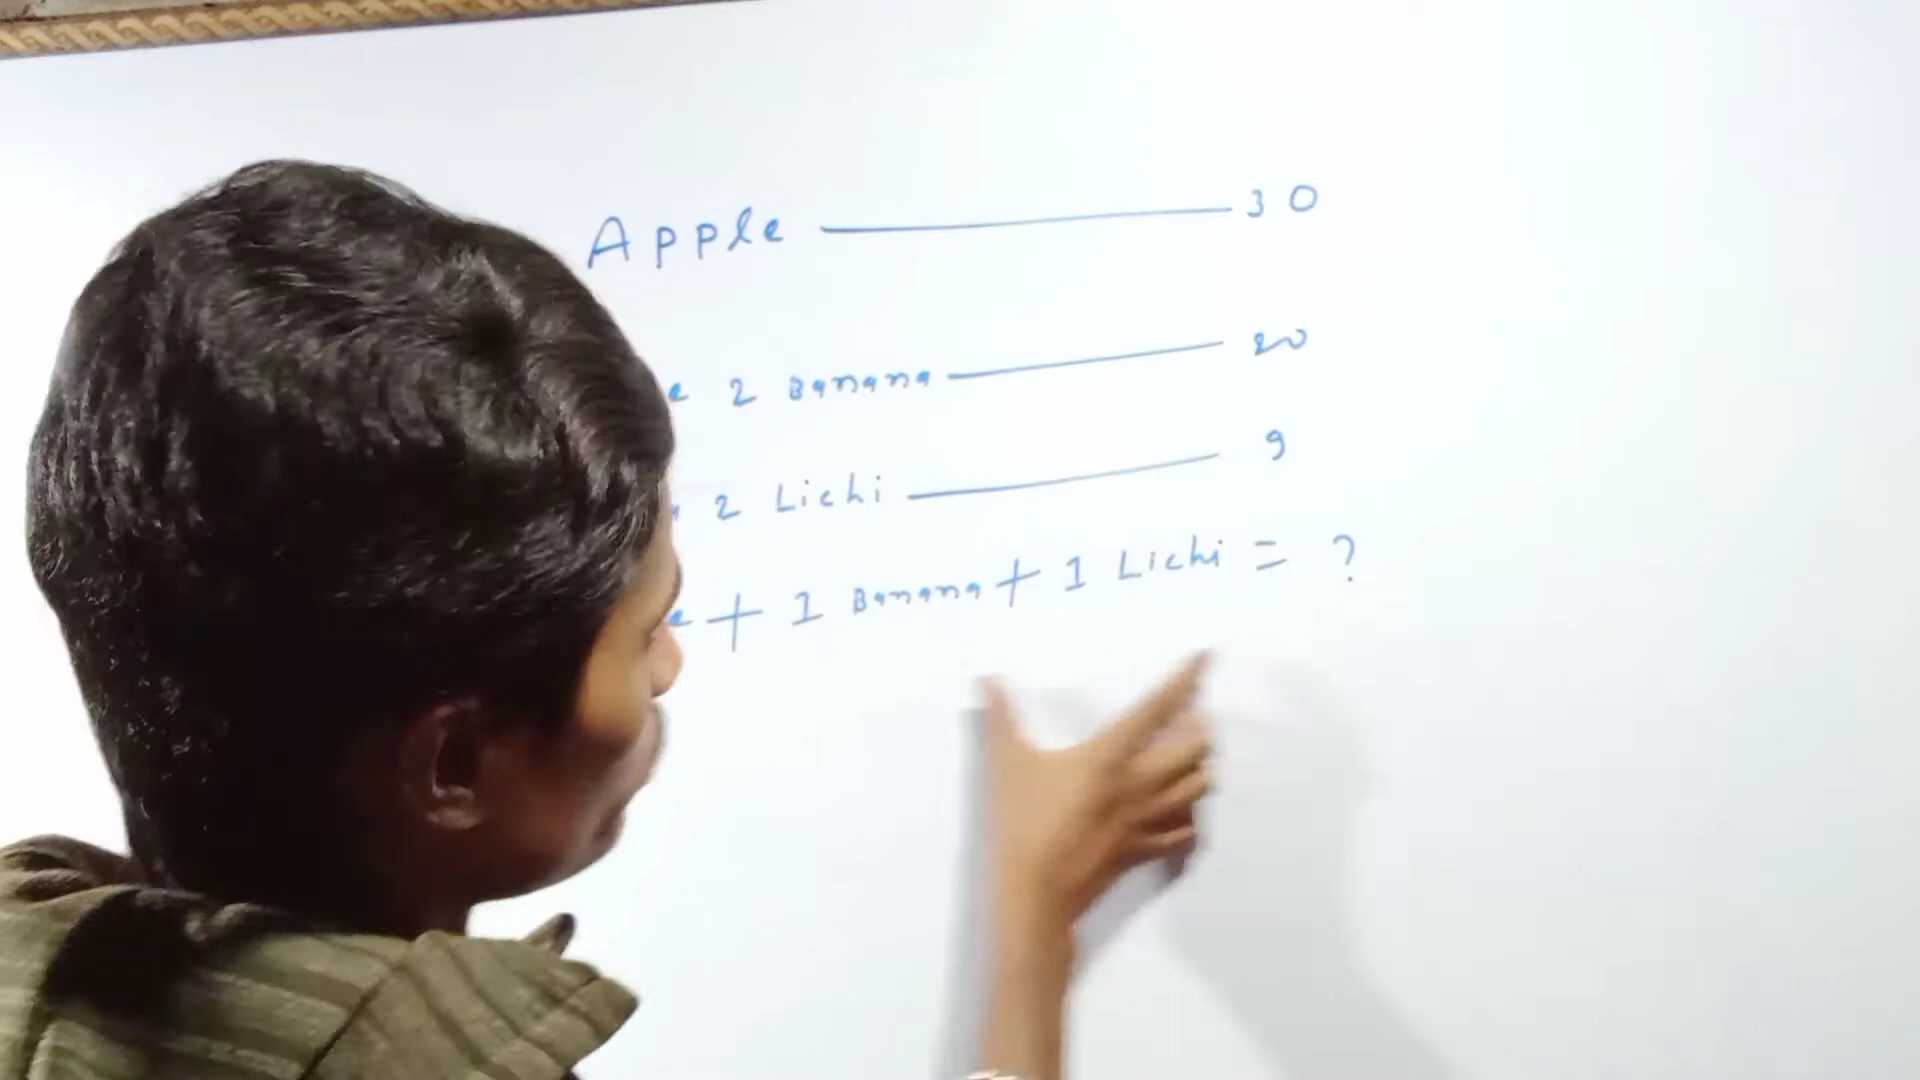 Apple ——— 30
2 Banana ——— 20
2 Lichi ——— 9
+ 1 Banana + 1 Lichi = ?